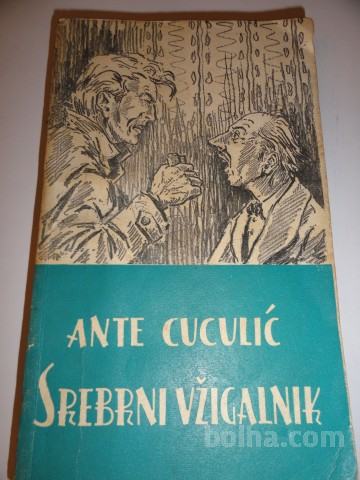 ANTE CUCULIĆ
SREBRNI VŽIGALNIK
bolha.com